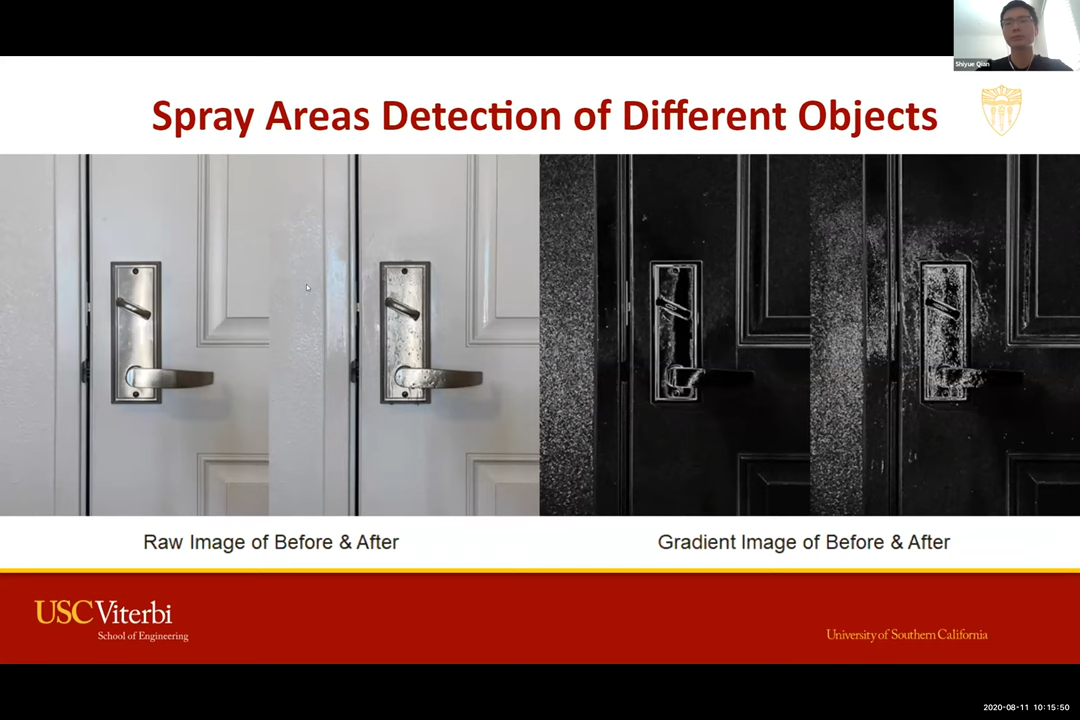 Shiyue Qian
Spray Areas Detection of Different Objects
Raw Image of Before & After
Gradient Image of Before & After
USC Viterbi
School of Engineering
University of Southern California
2020-08-11 10:15:50